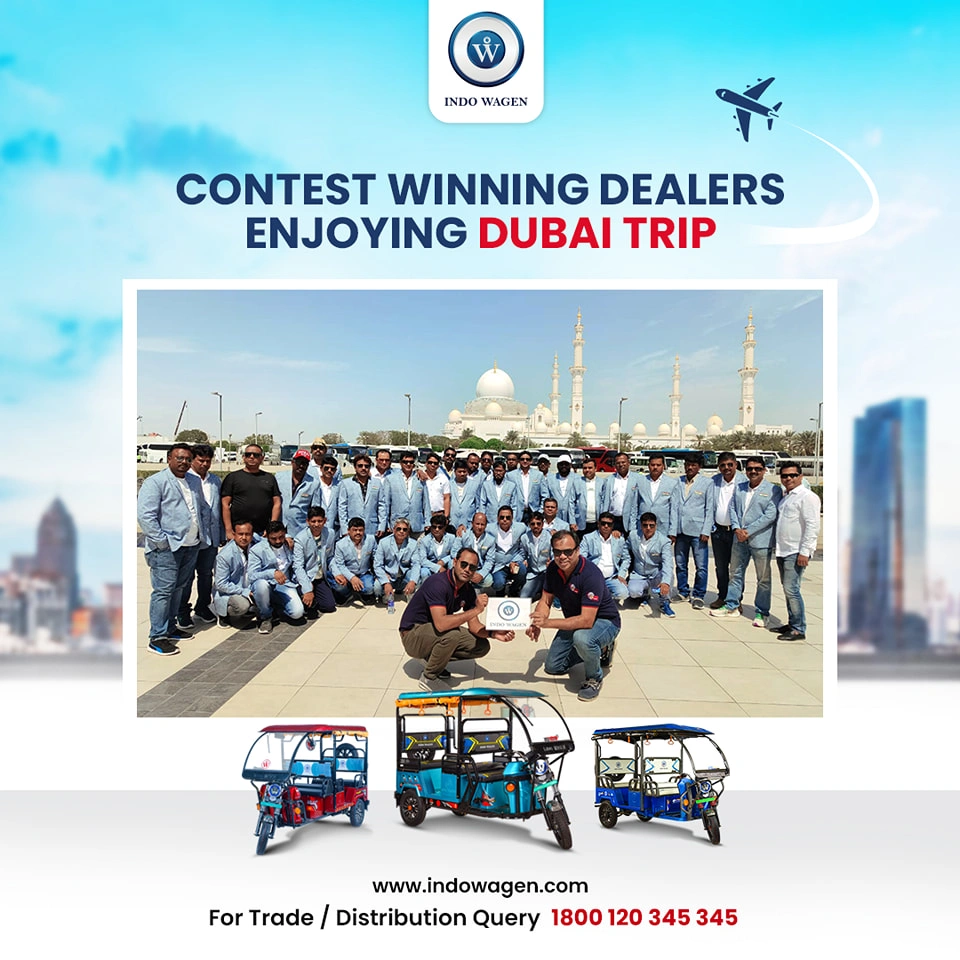 INDO WAGEN
CONTEST WINNING DEALERS
ENJOYING DUBAI TRIP
INDO WAGEN
www.indowagen.com
For Trade / Distribution Query 1800 120 345 345